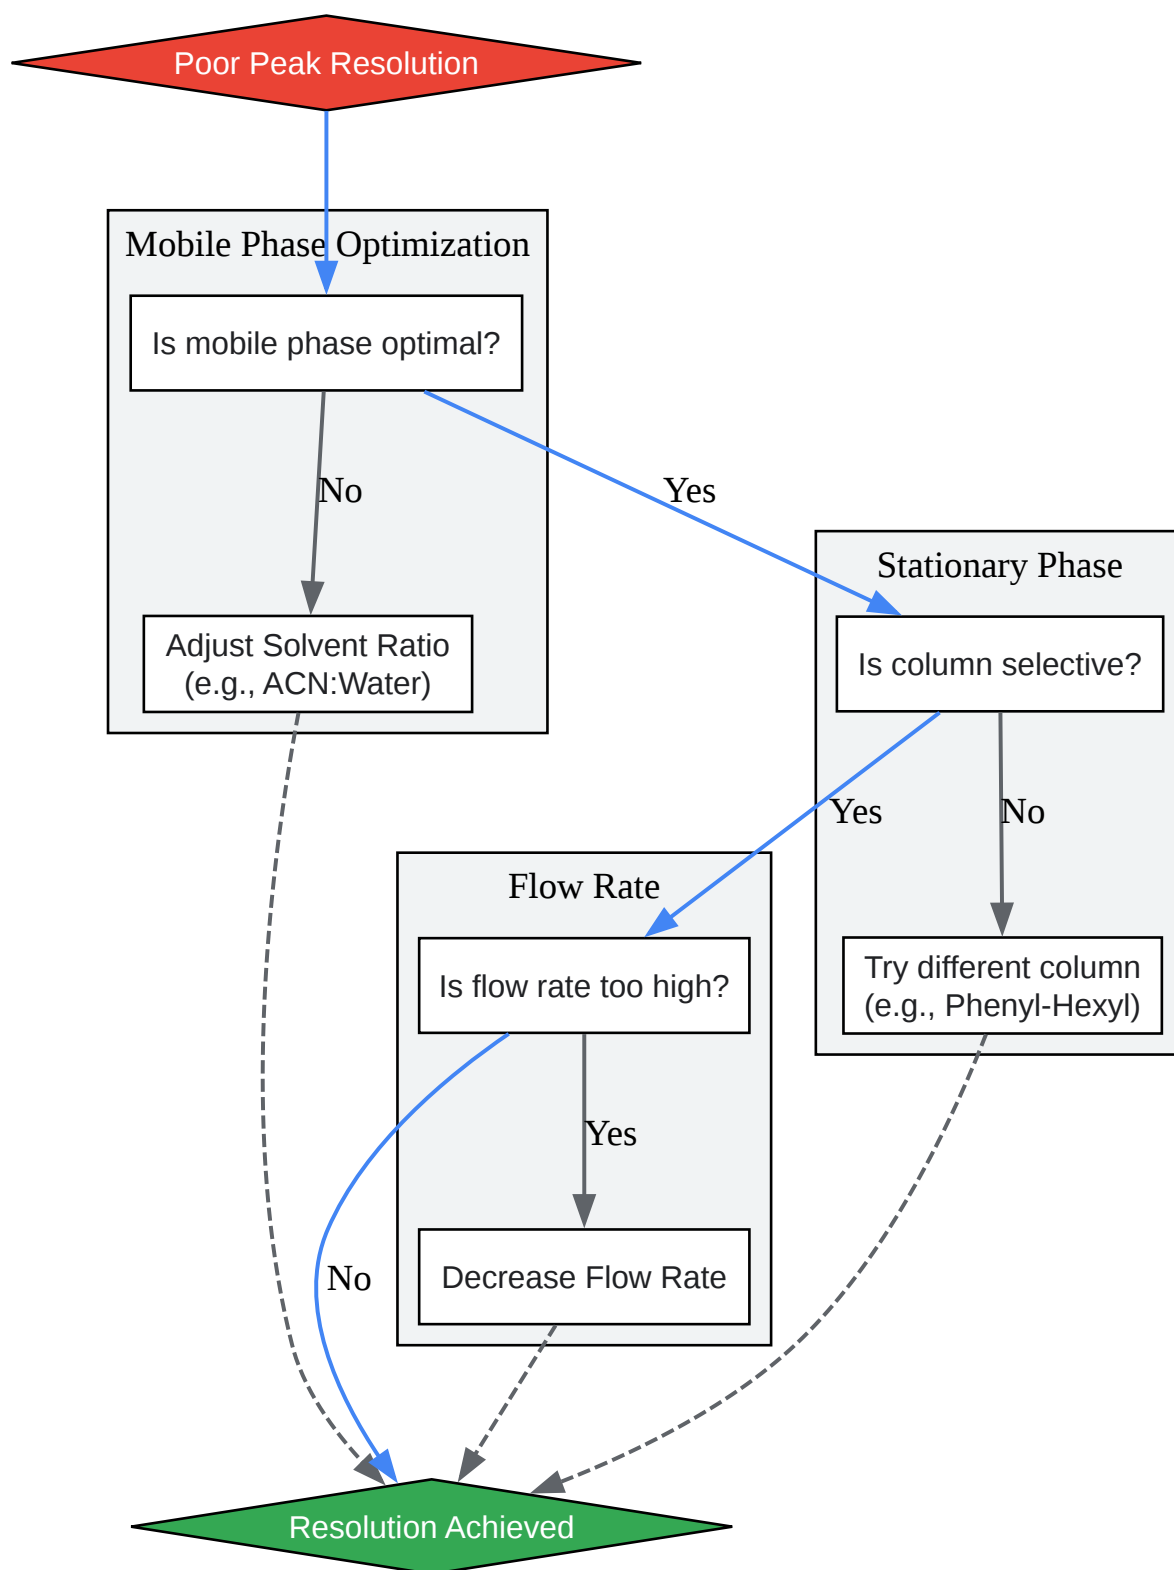 Poor Peak Resolution
Mobile Phase Optimization
Is mobile phase optimal?
No
Yes
Stationary Phase
Is column selective?
Adjust Solvent Ratio
(e.g., ACN:Water)
Yes
No
Flow Rate
Is flow rate too high?
Try different column
(e.g., Phenyl-Hexyl)
Yes
No
Decrease Flow Rate
Resolution Achieved